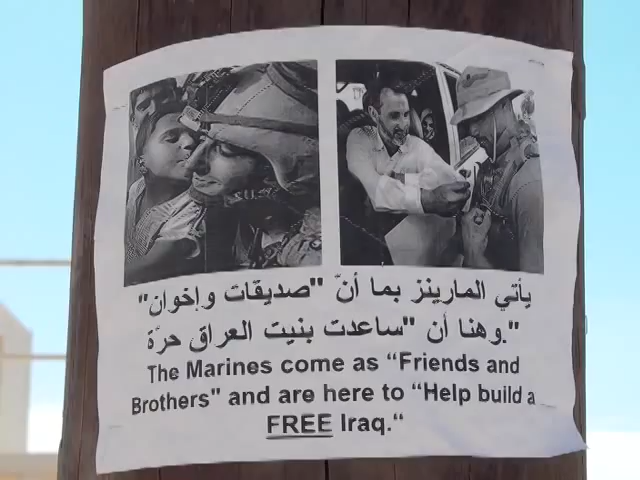 يأتي المارينز بما أنّ "صديقات وإخوان"
وهنا أن "ساعدت بنيت العراق حرّة."
The Marines come as “Friends and
Brothers" and are here to “Help build a
FREE Iraq.“